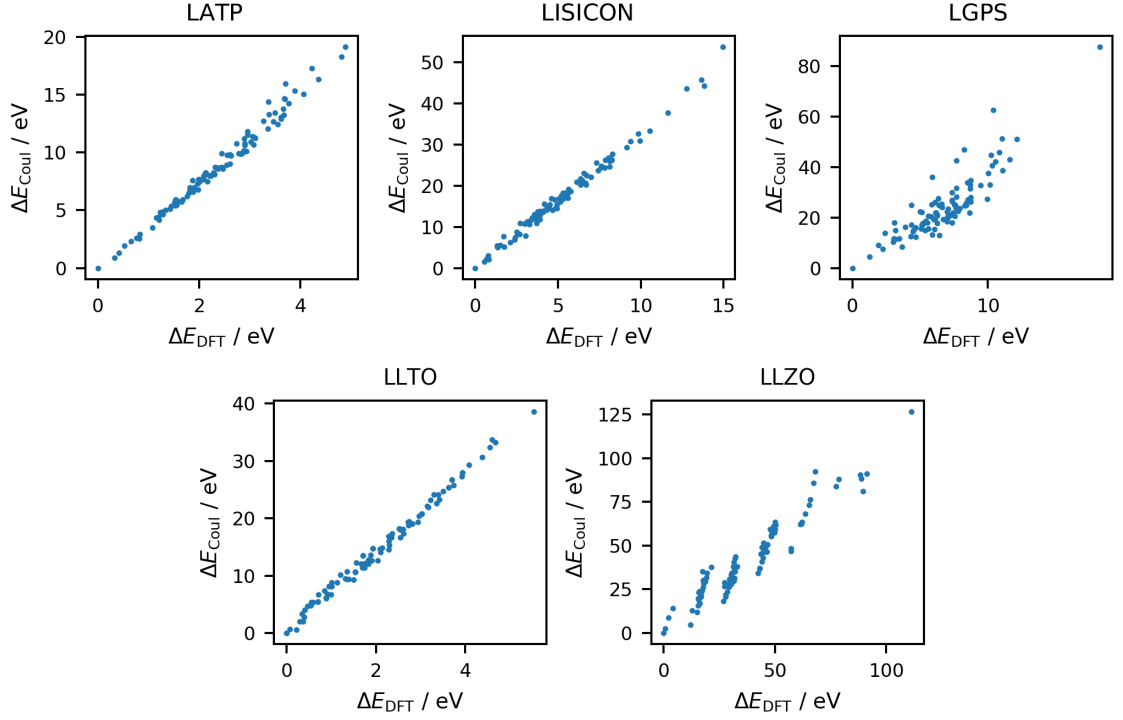 LATP
20
15
10
5
0
ΔE_Coul / eV
0 2 4
ΔE_DFT / eV
LISICON
50
40
30
20
10
0
ΔE_Coul / eV
0 5 10 15
ΔE_DFT / eV
LGPS
80
60
40
20
0
ΔE_Coul / eV
0 10
ΔE_DFT / eV
LLTO
40
30
20
10
0
ΔE_Coul / eV
0 2 4
ΔE_DFT / eV
LLZO
125
100
75
50
25
0
ΔE_Coul / eV
0 50 100
ΔE_DFT / eV